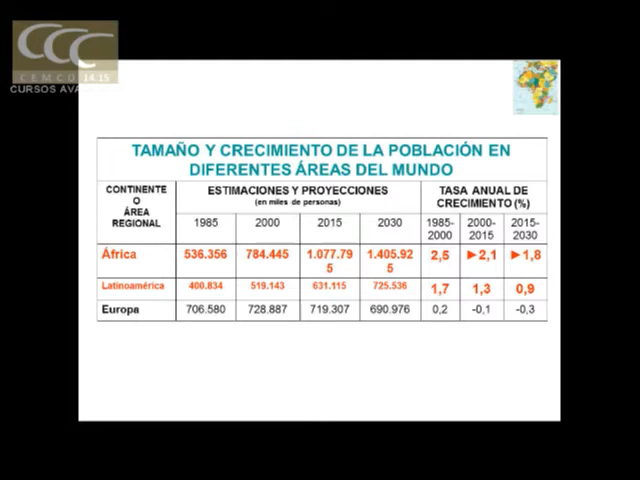 CCC
CEMCO 14.15
CURSOS AVA
TAMAÑO Y CRECIMIENTO DE LA POBLACIÓN EN
DIFERENTES ÁREAS DEL MUNDO
CONTINENTE
O
ÁREA
REGIONAL
ESTIMACIONES Y PROYECCIONES
(en miles de personas)
TASA ANUAL DE
CRECIMIENTO (%)
1985 2000 2015 2030 1985-
2000 2000-
2015 2015-
2030
África 536.356 784.445 1.077.79
5 1.405.92
5 2,5 ►2,1 ►1,8
Latinoamérica 400.834 519.143 631.115 725.536 1,7 1,3 0,9
Europa 706.580 728.887 719.307 690.976 0,2 -0,1 -0,3